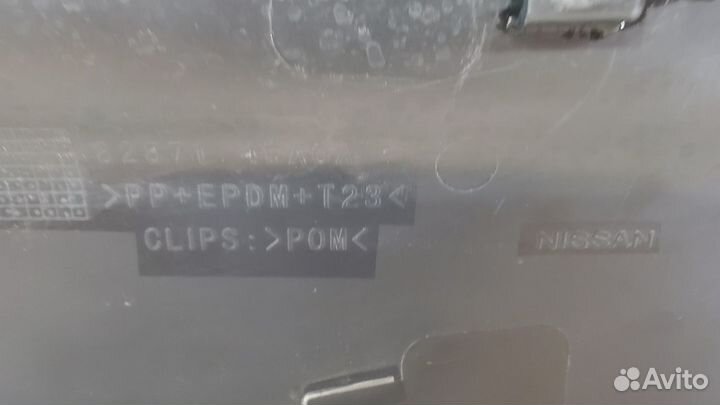 >PP+EPDM+T23<
CLIPS:>POM<
NISSAN
Avito